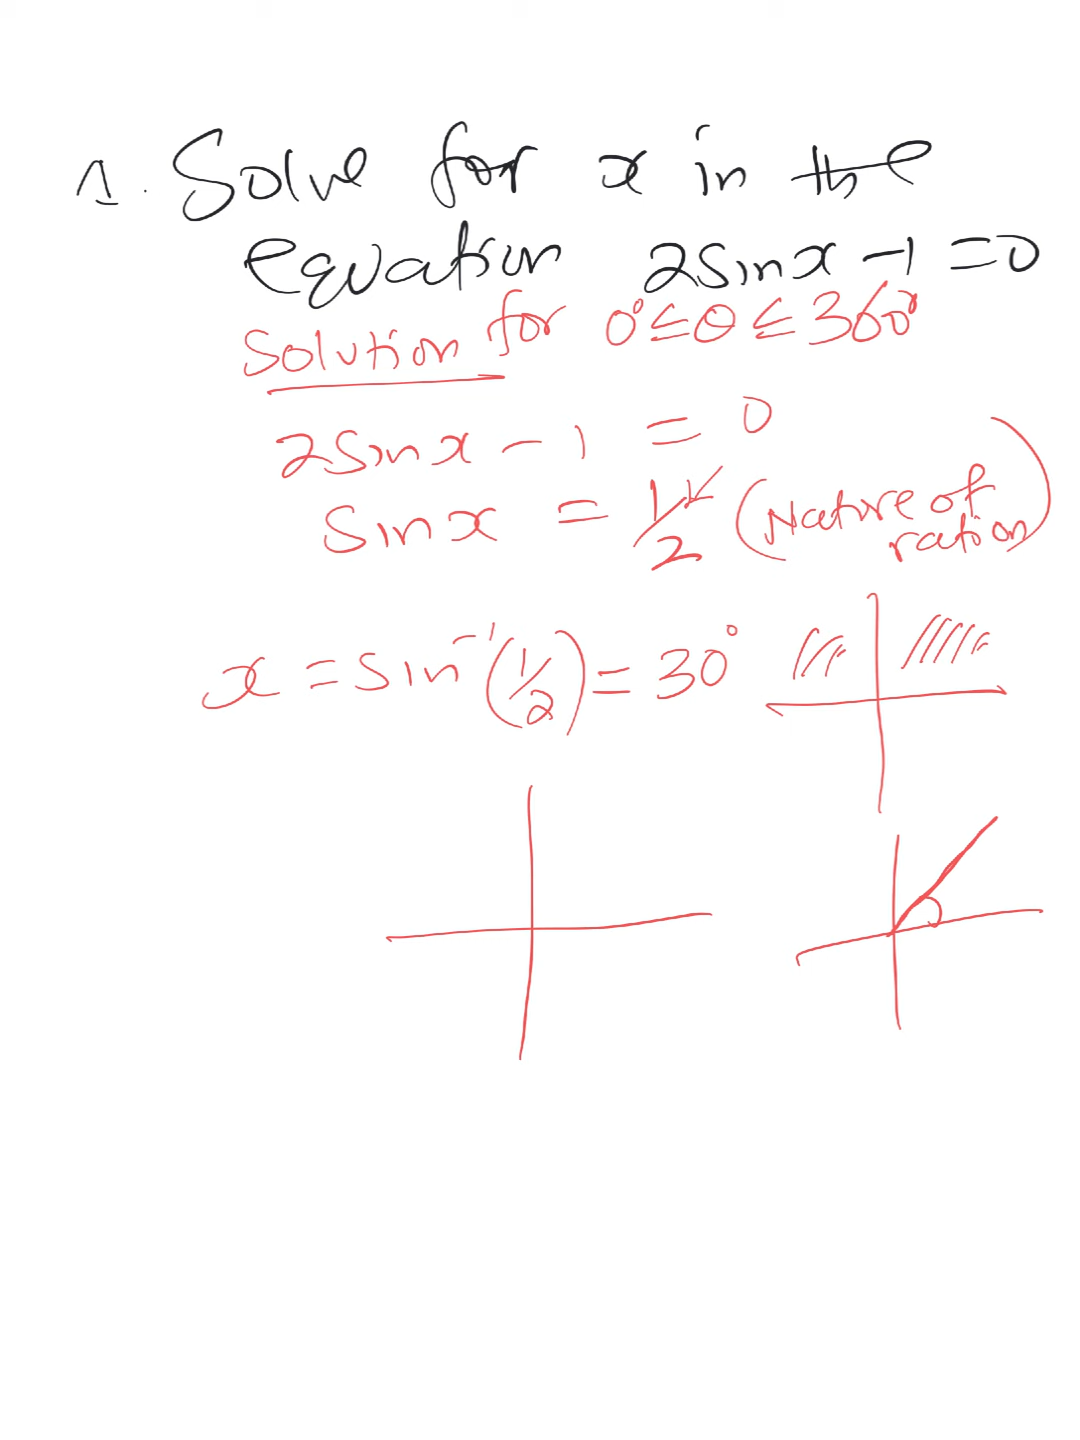 1. Solve for x in the
equation 2sinx - 1 = 0
Solution for 0° ≤ θ ≤ 360°
2sinx - 1 = 0
sinx = 1/2 (Nature of
ration)
x = sin⁻¹(1/2) = 30°